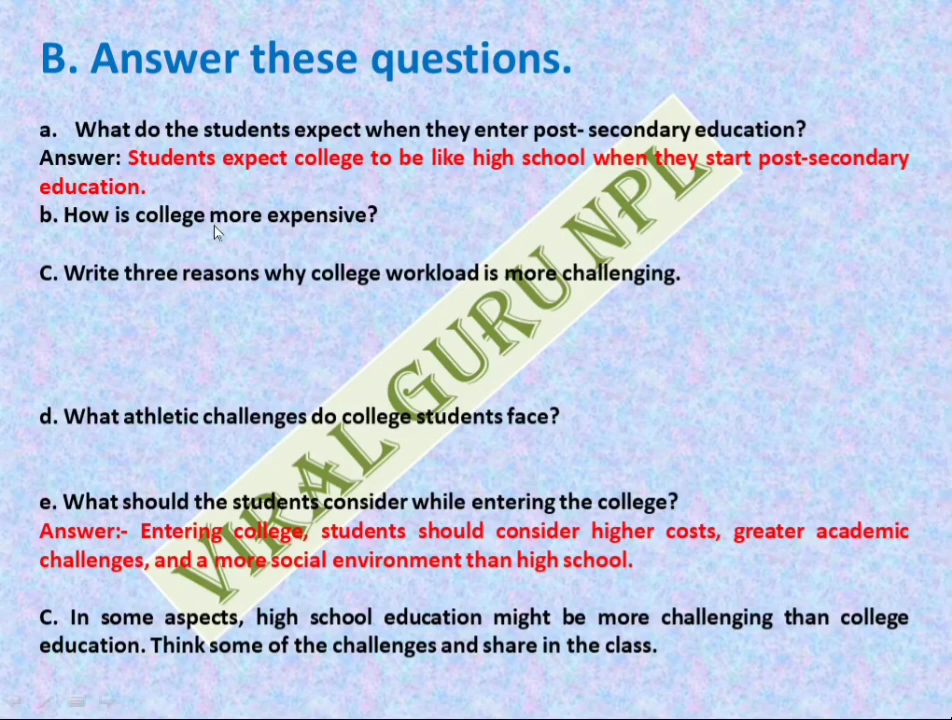 B. Answer these questions.
a. What do the students expect when they enter post- secondary education?
Answer: Students expect college to be like high school when they start post-secondary
education.
b. How is college more expensive?
C. Write three reasons why college workload is more challenging.
d. What athletic challenges do college students face?
e. What should the students consider while entering the college?
Answer:- Entering college, students should consider higher costs, greater academic
challenges, and a more social environment than high school.
C. In some aspects, high school education might be more challenging than college
education. Think some of the challenges and share in the class.
VIRAL GURU NPL